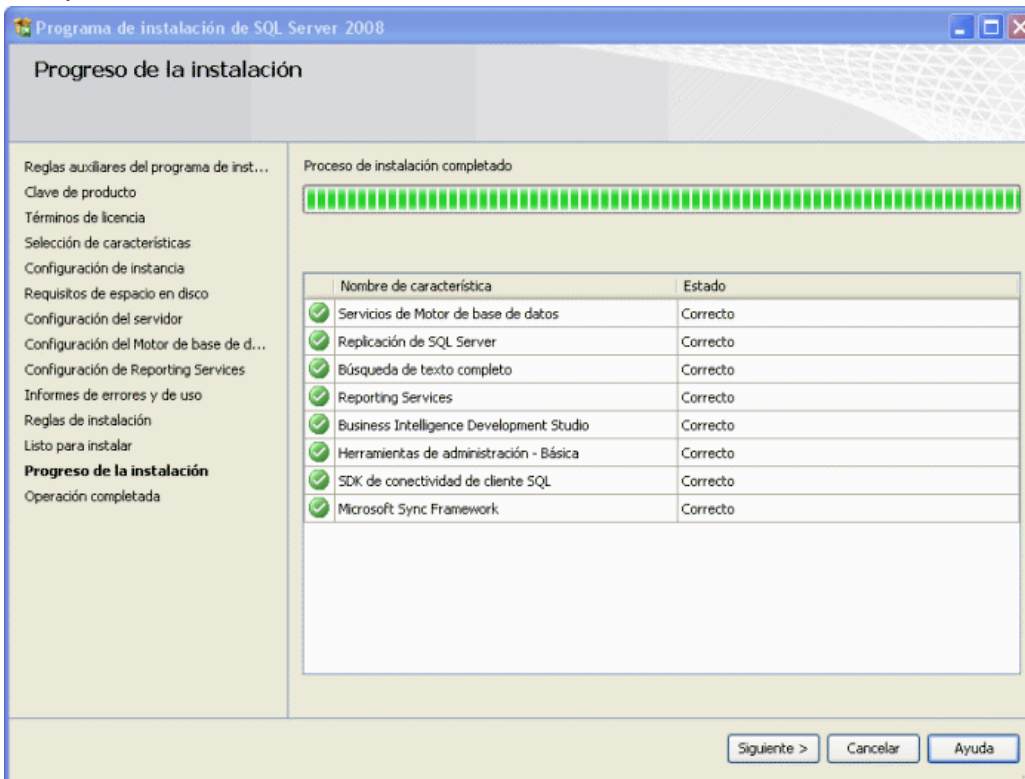 Programa de instalación de SQL Server 2008
Progreso de la instalación
Reglas auxiliares del programa de inst...
Clave de producto
Términos de licencia
Selección de características
Configuración de instancia
Requisitos de espacio en disco
Configuración del servidor
Configuración del Motor de base de d...
Configuración de Reporting Services
Informes de errores y de uso
Reglas de instalación
Listo para instalar
Progreso de la instalación
Operación completada
Proceso de instalación completado
Nombre de característica Estado
Servicios de Motor de base de datos Correcto
Replicación de SQL Server Correcto
Búsqueda de texto completo Correcto
Reporting Services Correcto
Business Intelligence Development Studio Correcto
Herramientas de administración - Básica Correcto
SDK de conectividad de cliente SQL Correcto
Microsoft Sync Framework Correcto
Siguiente > Cancelar Ayuda